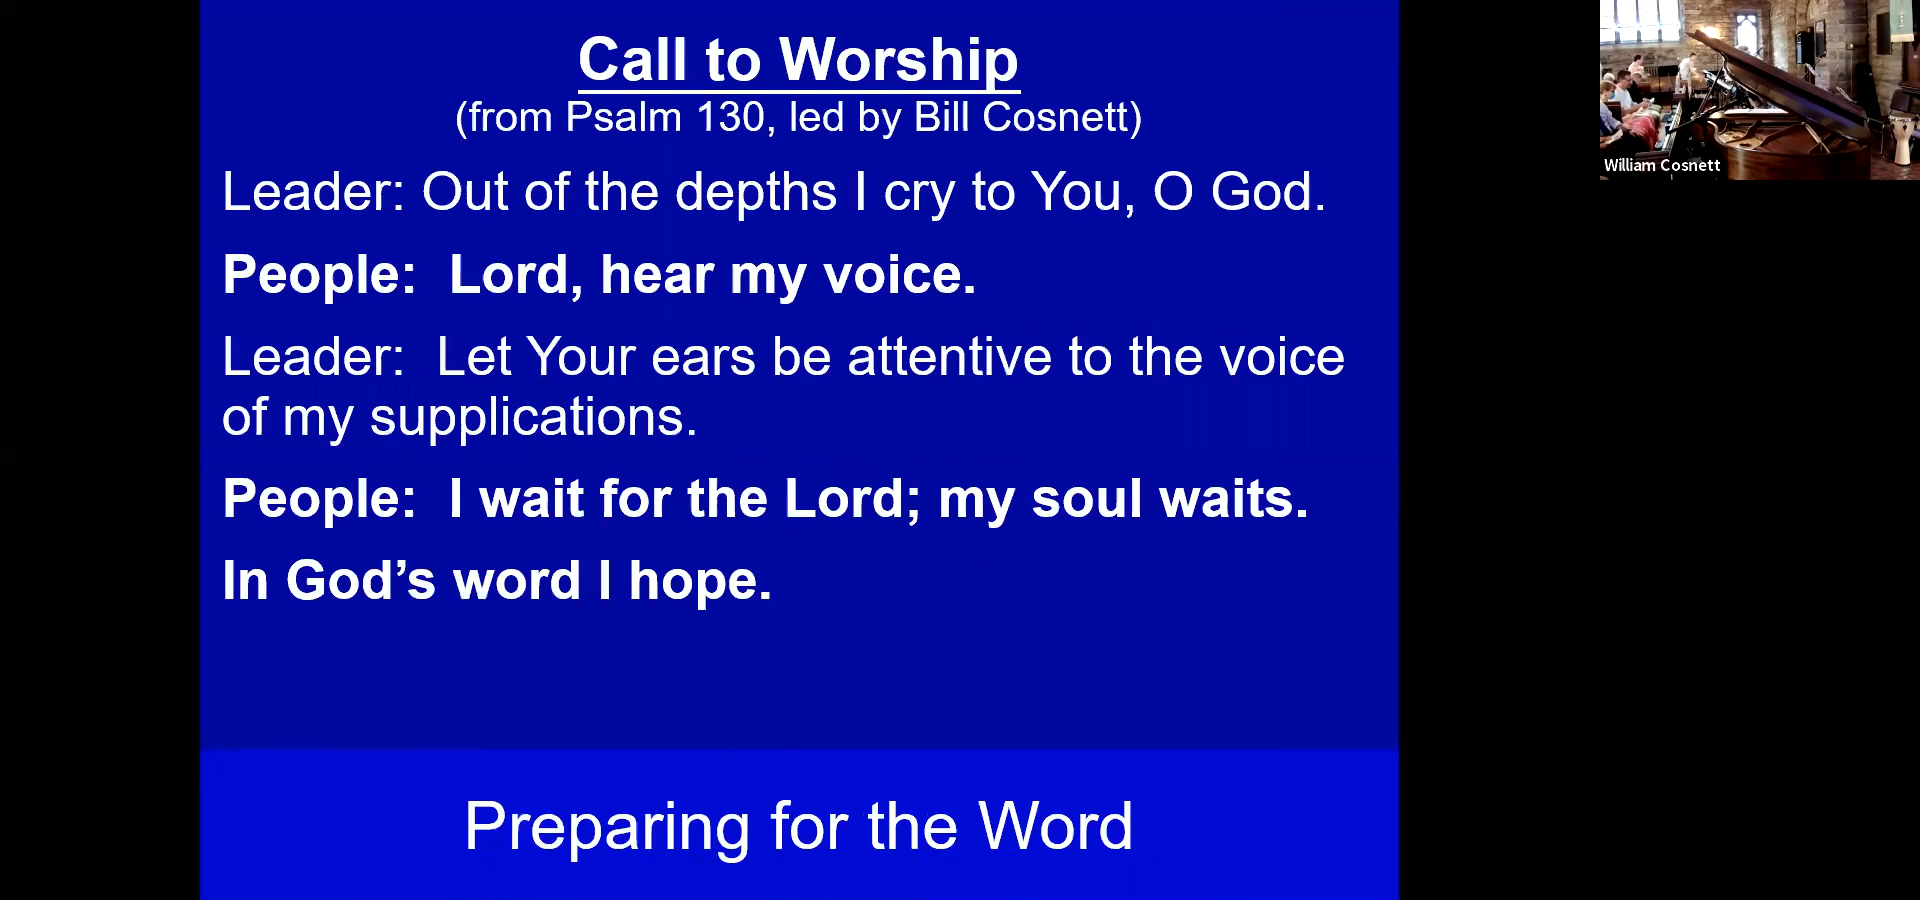 Call to Worship
(from Psalm 130, led by Bill Cosnett)
Leader: Out of the depths I cry to You, O God.
People:  Lord, hear my voice.
Leader:  Let Your ears be attentive to the voice
of my supplications.
People:  I wait for the Lord; my soul waits.
In God’s word I hope.
Preparing for the Word
William Cosnett